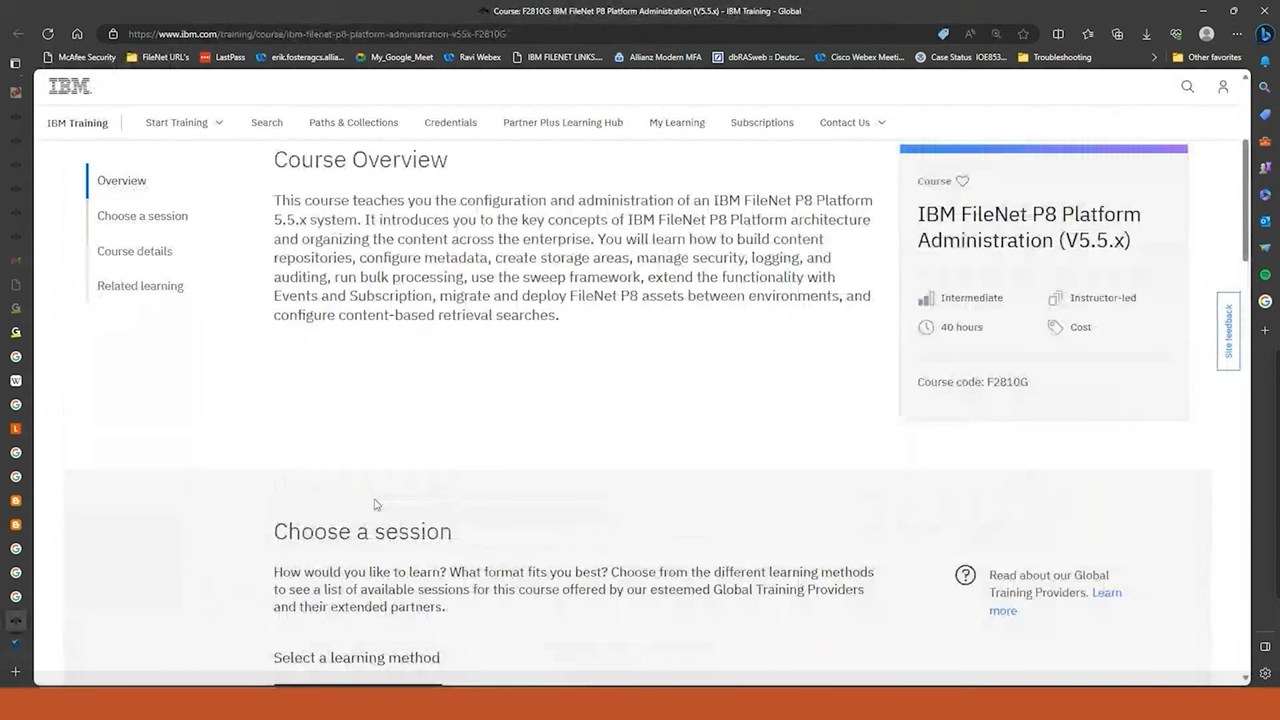 Course: F2810G: IBM FileNet P8 Platform Administration (V5.5.x) - IBM Training - Global
https://www.ibm.com/training/course/ibm-filenet-p8-platform-administration-v55x-F2810G
McAfee Security
FileNet URL's
LastPass
erik.fosteragcs.allia...
My_Google_Meet
Ravi Webex
IBM FILENET LINKS....
Allianz Modern MFA
dbRASweb :: Deutsc...
Cisco Webex Meeti...
Case Status IOE853...
Troubleshooting
Other favorites
IBM
IBM Training
Start Training
Search
Paths & Collections
Credentials
Partner Plus Learning Hub
My Learning
Subscriptions
Contact Us
Overview
Choose a session
Course details
Related learning
Course Overview
This course teaches you the configuration and administration of an IBM FileNet P8 Platform
5.5.x system. It introduces you to the key concepts of IBM FileNet P8 Platform architecture
and organizing the content across the enterprise. You will learn how to build content
repositories, configure metadata, create storage areas, manage security, logging, and
auditing, run bulk processing, use the sweep framework, extend the functionality with
Events and Subscription, migrate and deploy FileNet P8 assets between environments, and
configure content-based retrieval searches.
Course
IBM FileNet P8 Platform
Administration (V5.5.x)
Intermediate
Instructor-led
40 hours
Cost
Course code: F2810G
Site feedback
Choose a session
How would you like to learn? What format fits you best? Choose from the different learning methods
to see a list of available sessions for this course offered by our esteemed Global Training Providers
and their extended partners.
Read about our Global
Training Providers. Learn
more
Select a learning method